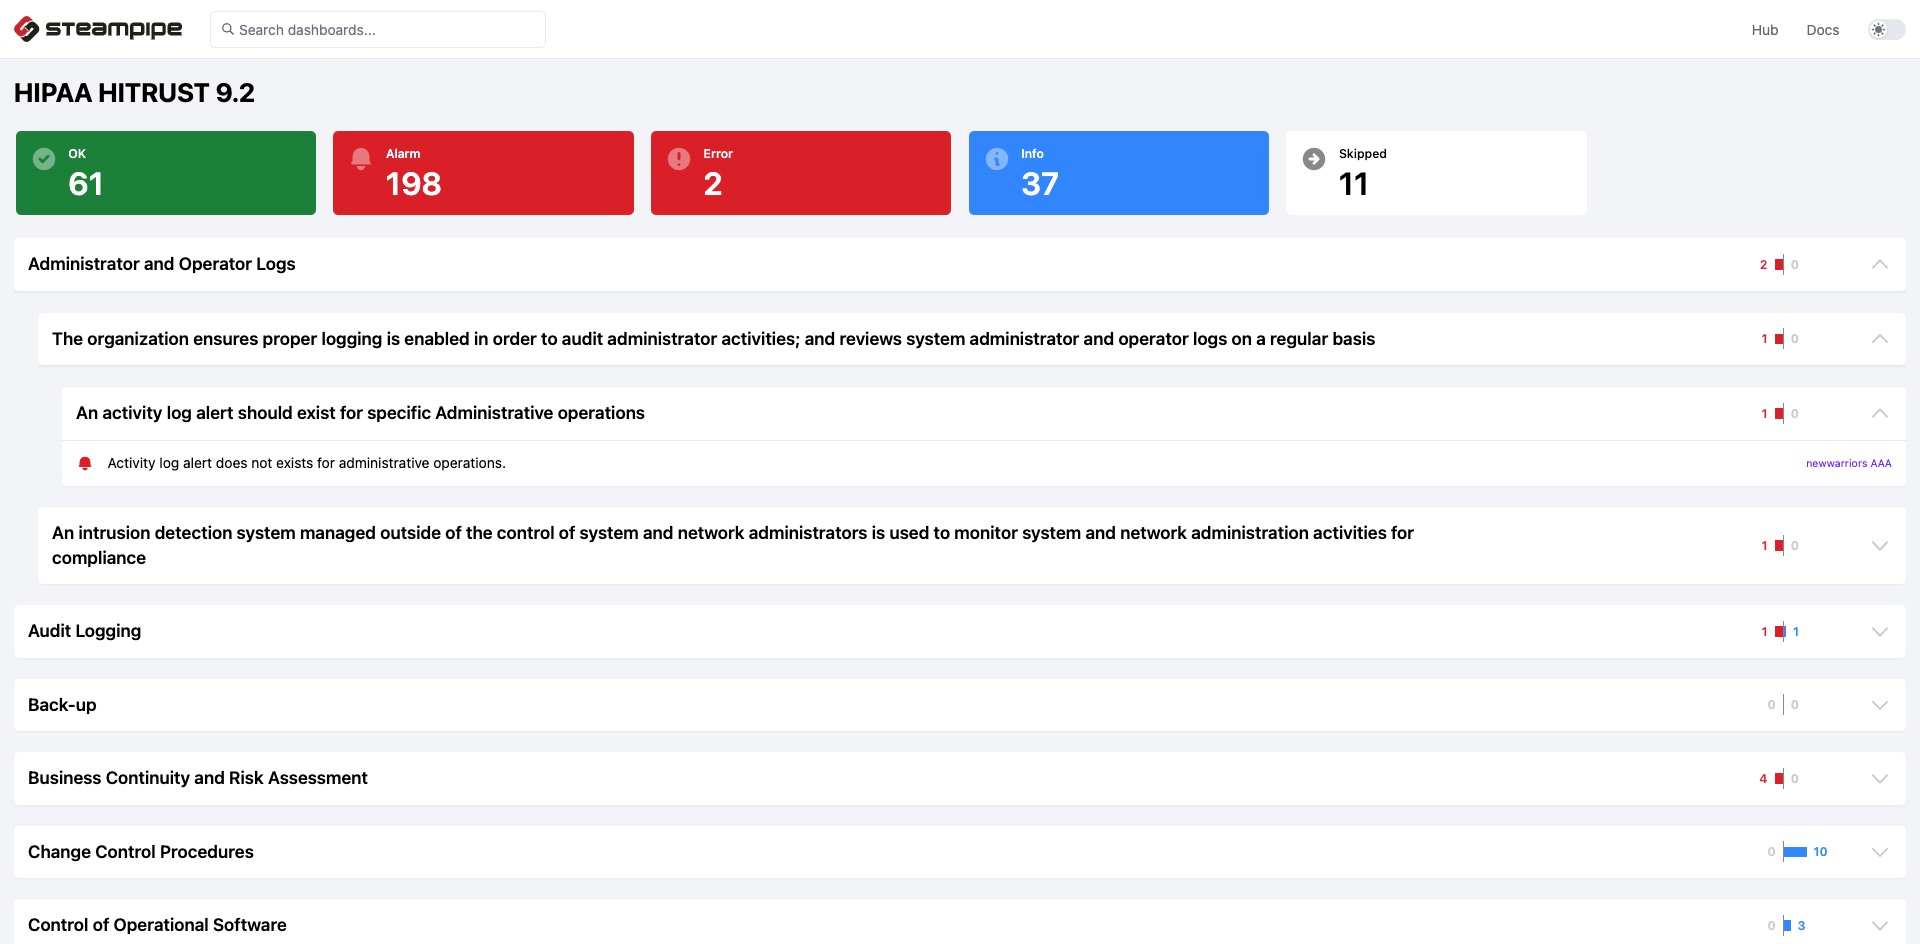 steampipe
Search dashboards...
Hub
Docs
HIPAA HITRUST 9.2
OK
61
Alarm
198
Error
2
Info
37
Skipped
11
Administrator and Operator Logs
2 0
The organization ensures proper logging is enabled in order to audit administrator activities; and reviews system administrator and operator logs on a regular basis
1 0
An activity log alert should exist for specific Administrative operations
1 0
Activity log alert does not exists for administrative operations.
newwarriors AAA
An intrusion detection system managed outside of the control of system and network administrators is used to monitor system and network administration activities for
compliance
1 0
Audit Logging
1 1
Back-up
0 0
Business Continuity and Risk Assessment
4 0
Change Control Procedures
0 10
Control of Operational Software
0 3